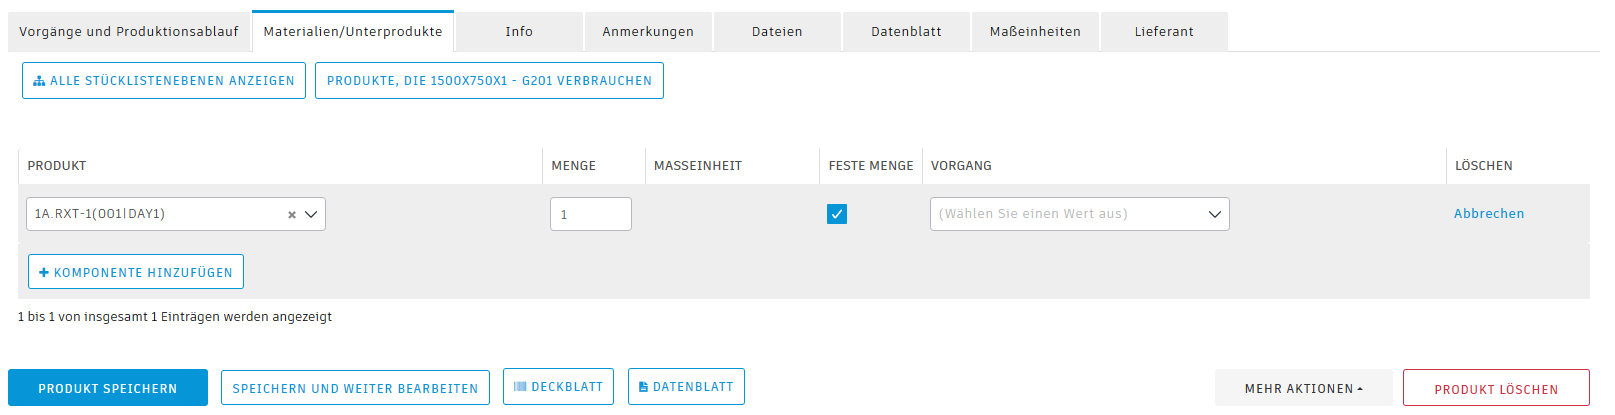 Vorgänge und Produktionsablauf Materialien/Unterprodukte Info Anmerkungen Dateien Datenblatt Maßeinheiten Lieferant
ALLE STÜCKLISTENEBENEN ANZEIGEN PRODUKTE, DIE 1500X750X1 - G201 VERBRAUCHEN
PRODUKT MENGE MASSEINHEIT FESTE MENGE VORGANG LÖSCHEN
1A.RXT-1(001|DAY1) 1 (Wählen Sie einen Wert aus) Abbrechen
KOMPONENTE HINZUFÜGEN
1 bis 1 von insgesamt 1 Einträgen werden angezeigt
PRODUKT SPEICHERN SPEICHERN UND WEITER BEARBEITEN DECKBLATT DATENBLATT MEHR AKTIONEN PRODUKT LÖSCHEN